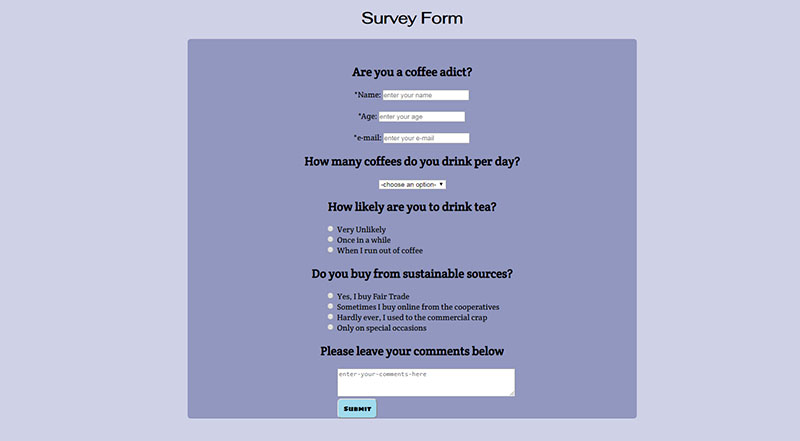 Survey Form
Are you a coffee adict?
*Name: enter your name
*Age: enter your age
*e-mail: enter your e-mail
How many coffees do you drink per day?
-choose an option-
How likely are you to drink tea?
Very Unlikely
Once in a while
When I run out of coffee
Do you buy from sustainable sources?
Yes, I buy Fair Trade
Sometimes I buy online from the cooperatives
Hardly ever, I used to the commercial crap
Only on special occasions
Please leave your comments below
enter-your-comments-here
Submit